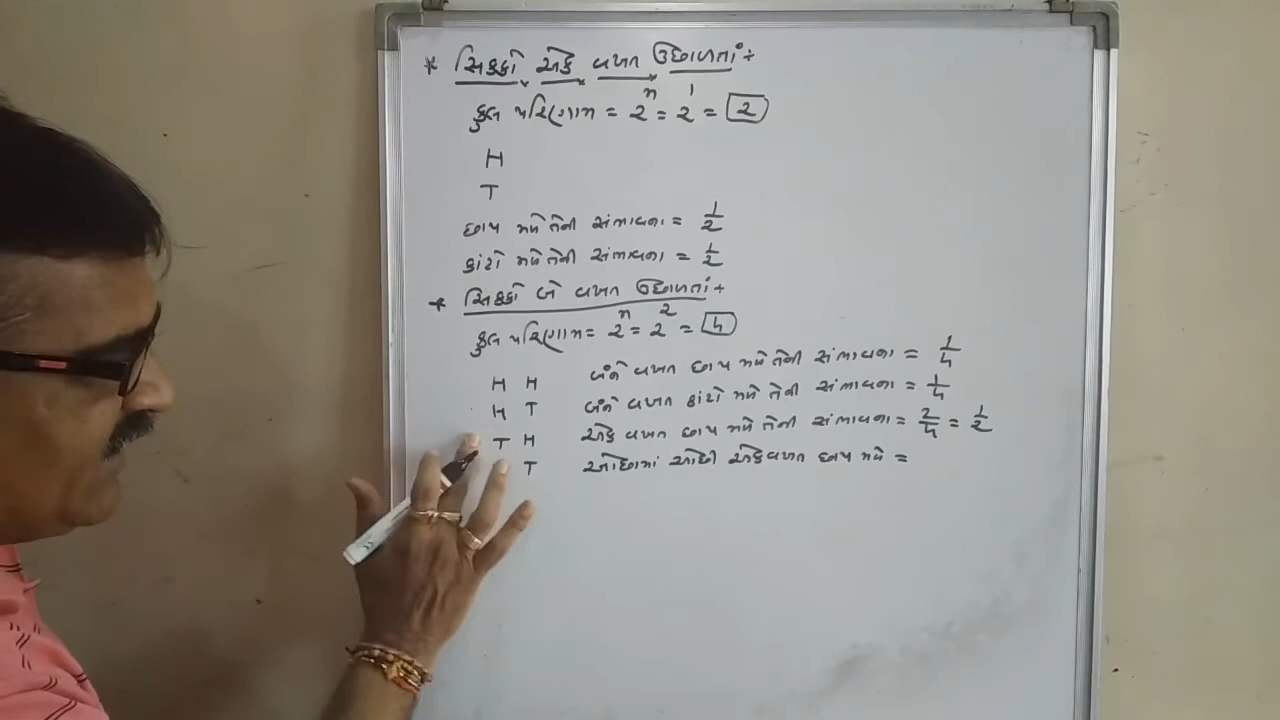 * સિક્કો એક વખત ઉછાળતાં ÷
કુલ પરિણામ = 2ⁿ = 2¹ = 2
H
T
છાપ મળે તેની સંભાવના = 1/2
કાંટો મળે તેની સંભાવના = 1/2
* સિક્કો બે વખત ઉછાળતાં ÷
કુલ પરિણામ = 2ⁿ = 2² = 4
H H બંને વખત છાપ મળે તેની સંભાવના = 1/4
H T બંને વખત કાંટો મળે તેની સંભાવના = 1/4
T H એક વખત છાપ મળે તેની સંભાવના = 2/4 = 1/2
T ઓછામાં ઓછી એકવખત છાપ મળે =